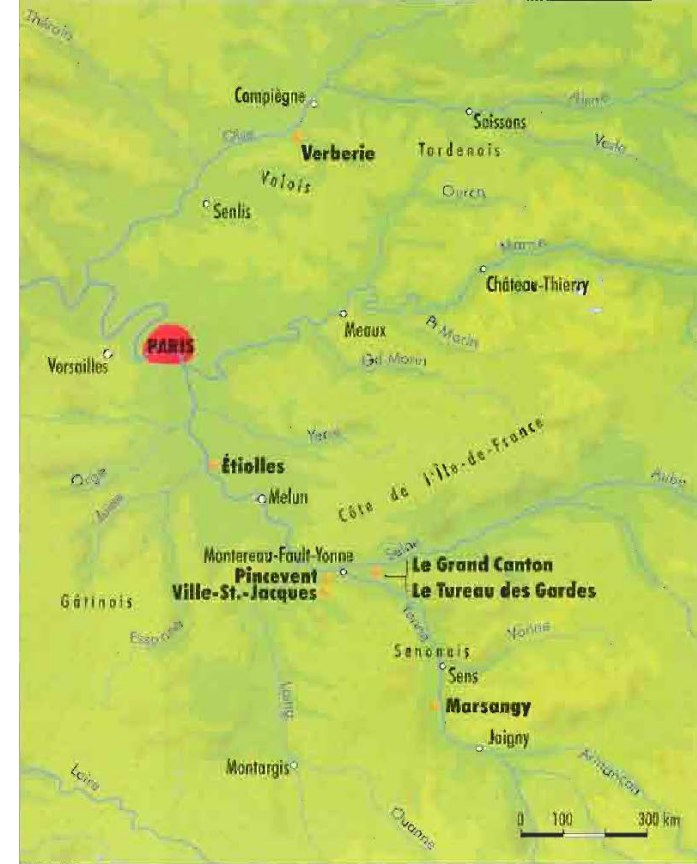 Thérain
Compiègne
Aisne
Soissons
Oise
Verberie
Tardenois
Vesle
Valois
Ourcq
Senlis
Marne
Château-Thierry
Meaux
Pt Morin
PARIS
Versailles
Gd-Morin
Yerre
Côte de l'Île-de-France
Étiolles
Orge
Aube
Melun
Juine
Montereau-Fault-Yonne
Seine
Le Grand Canton
Pincevent
Le Tureau des Gardes
Ville-St.-Jacques
Gâtinais
Yonne
Vanne
Essonne
Senonais
Sens
Loing
Marsangy
Joigny
Montargis
Loire
Armançon
Ouanne
0 100 300 km